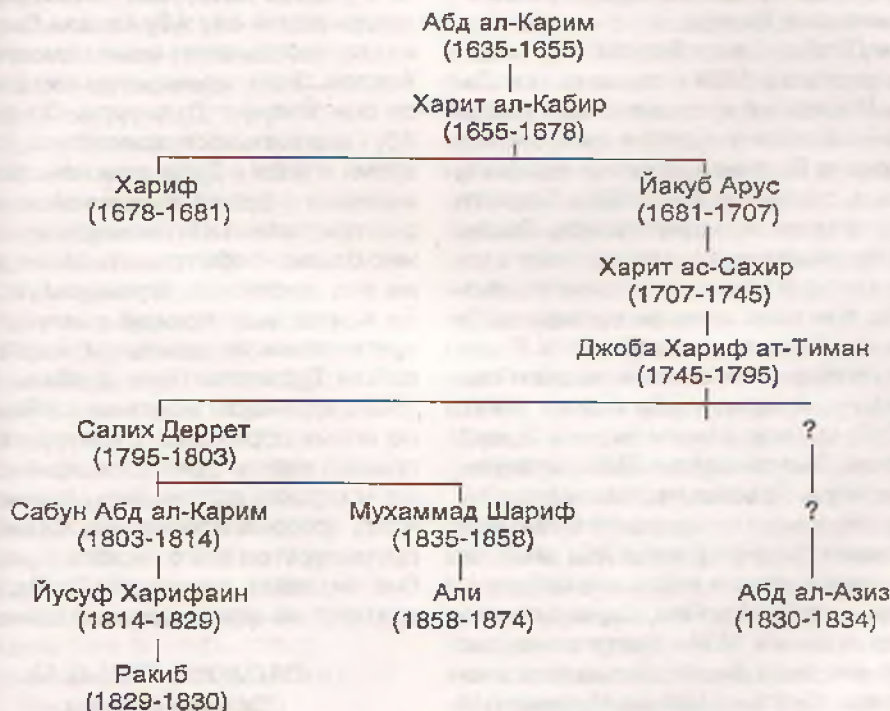 Абд ал-Карим
(1635-1655)
Харит ал-Кабир
(1655-1678)
Хариф
(1678-1681)
Йакуб Арус
(1681-1707)
Харит ас-Сахир
(1707-1745)
Джоба Хариф ат-Тиман
(1745-1795)
Салих Деррет
(1795-1803)
?
Сабун Абд ал-Карим
(1803-1814)
Мухаммад Шариф
(1835-1858)
?
Йусуф Харифаин
(1814-1829)
Али
(1858-1874)
Абд ал-Азиз
(1830-1834)
Ракиб
(1829-1830)